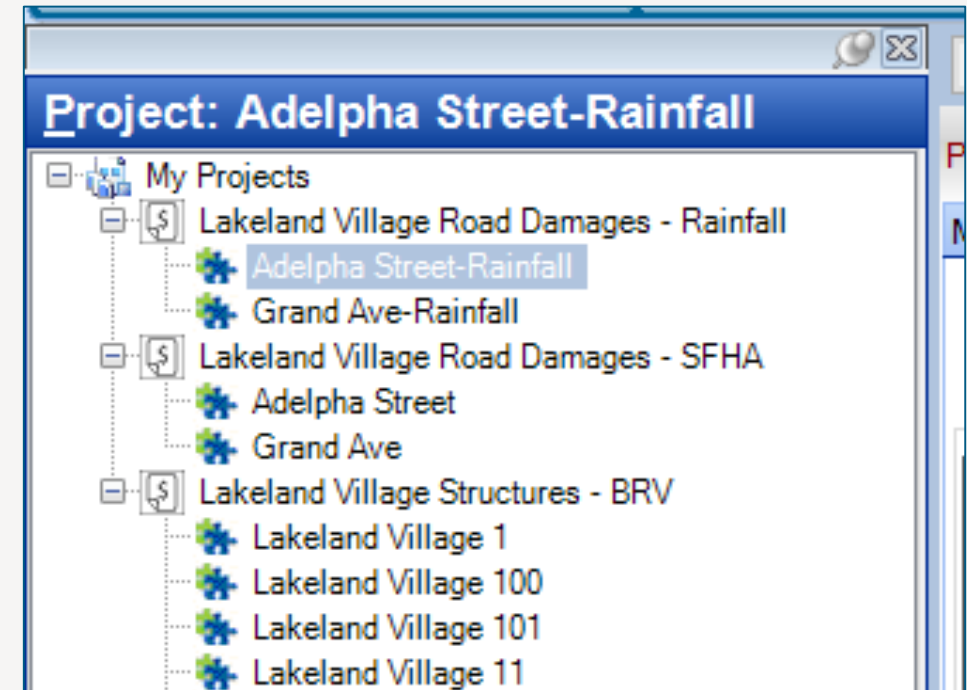 Project: Adelpha Street-Rainfall
My Projects
Lakeland Village Road Damages - Rainfall
Adelpha Street-Rainfall
Grand Ave-Rainfall
Lakeland Village Road Damages - SFHA
Adelpha Street
Grand Ave
Lakeland Village Structures - BRV
Lakeland Village 1
Lakeland Village 100
Lakeland Village 101
Lakeland Village 11